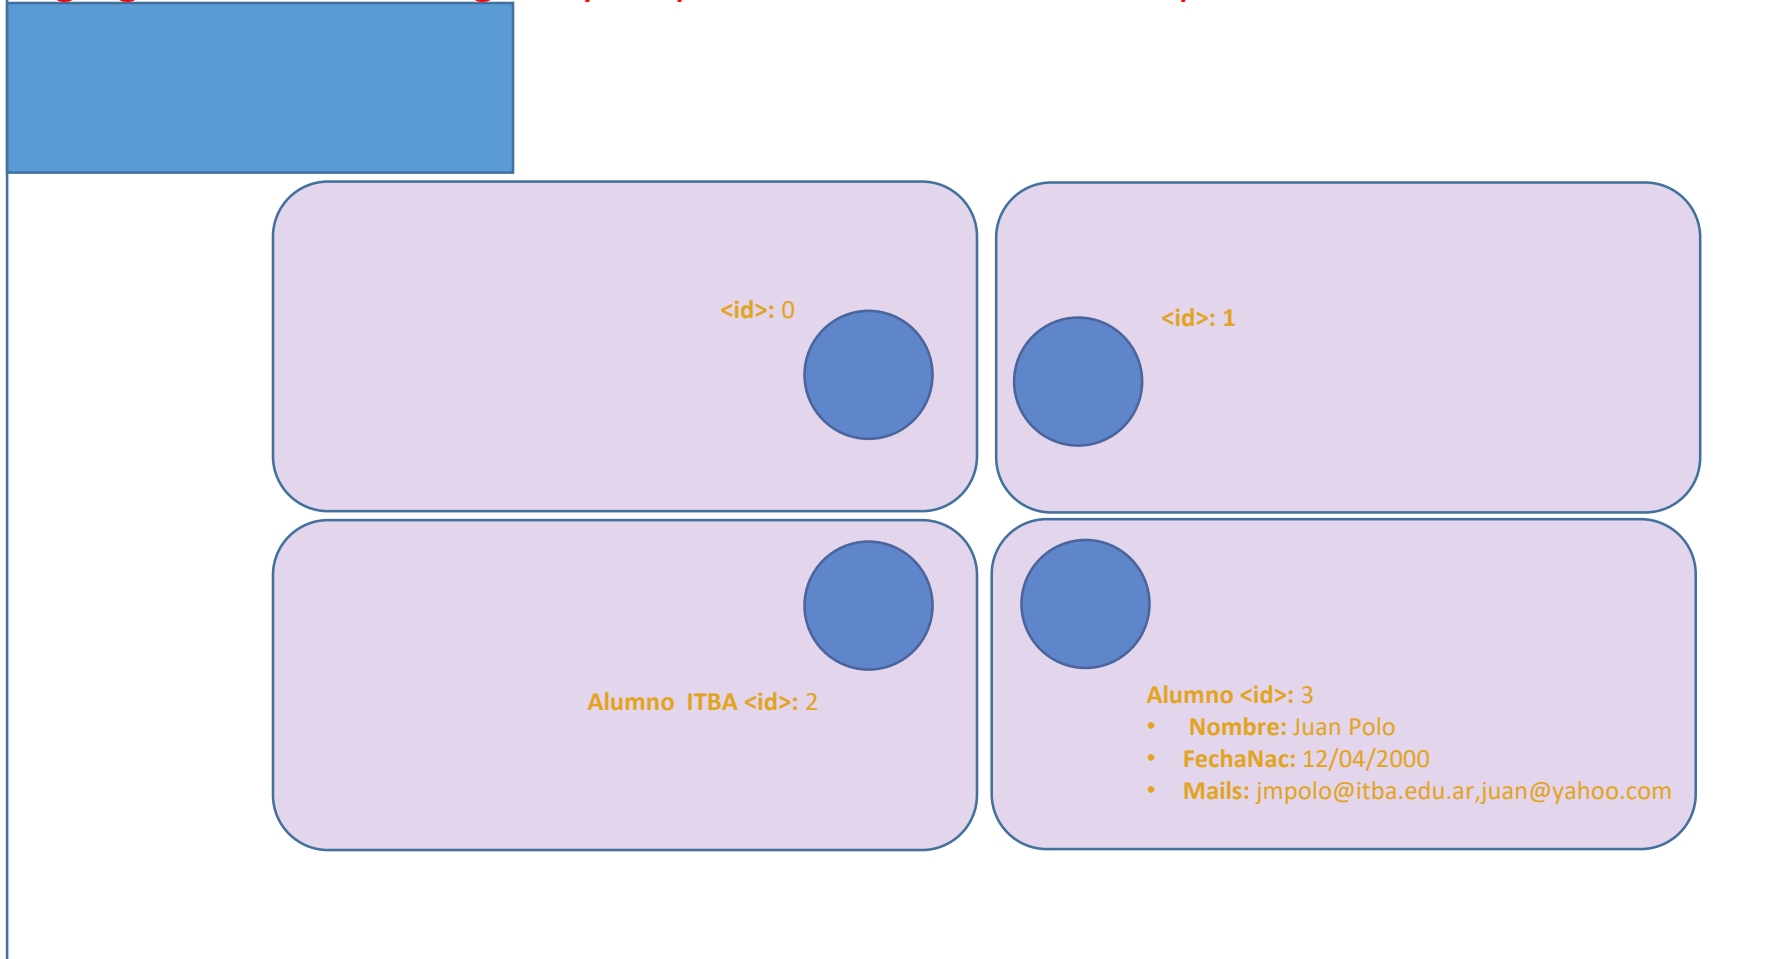 <id>: 0
<id>: 1
Alumno  ITBA <id>: 2
Alumno <id>: 3
• Nombre: Juan Polo
• FechaNac: 12/04/2000
• Mails: jmpolo@itba.edu.ar,juan@yahoo.com